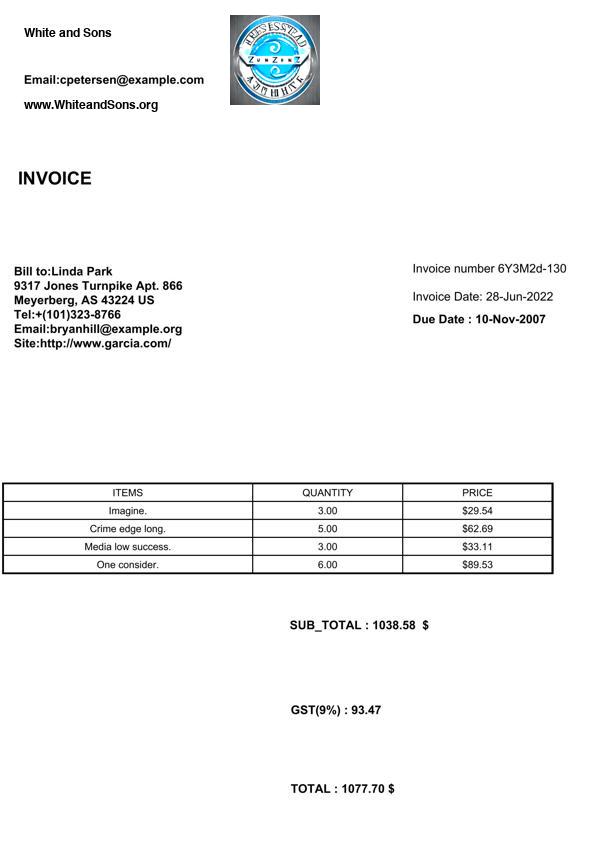 White and Sons
Email:cpetersen@example.com
www.WhiteandSons.org
ZunZenZ
INVOICE
Bill to:Linda Park
9317 Jones Turnpike Apt. 866
Meyerberg, AS 43224 US
Tel:+(101)323-8766
Email:bryanhill@example.org
Site:http://www.garcia.com/
Invoice number 6Y3M2d-130
Invoice Date: 28-Jun-2022
Due Date : 10-Nov-2007
ITEMS QUANTITY PRICE
Imagine. 3.00 $29.54
Crime edge long. 5.00 $62.69
Media low success. 3.00 $33.11
One consider. 6.00 $89.53
SUB_TOTAL : 1038.58 $
GST(9%) : 93.47
TOTAL : 1077.70 $